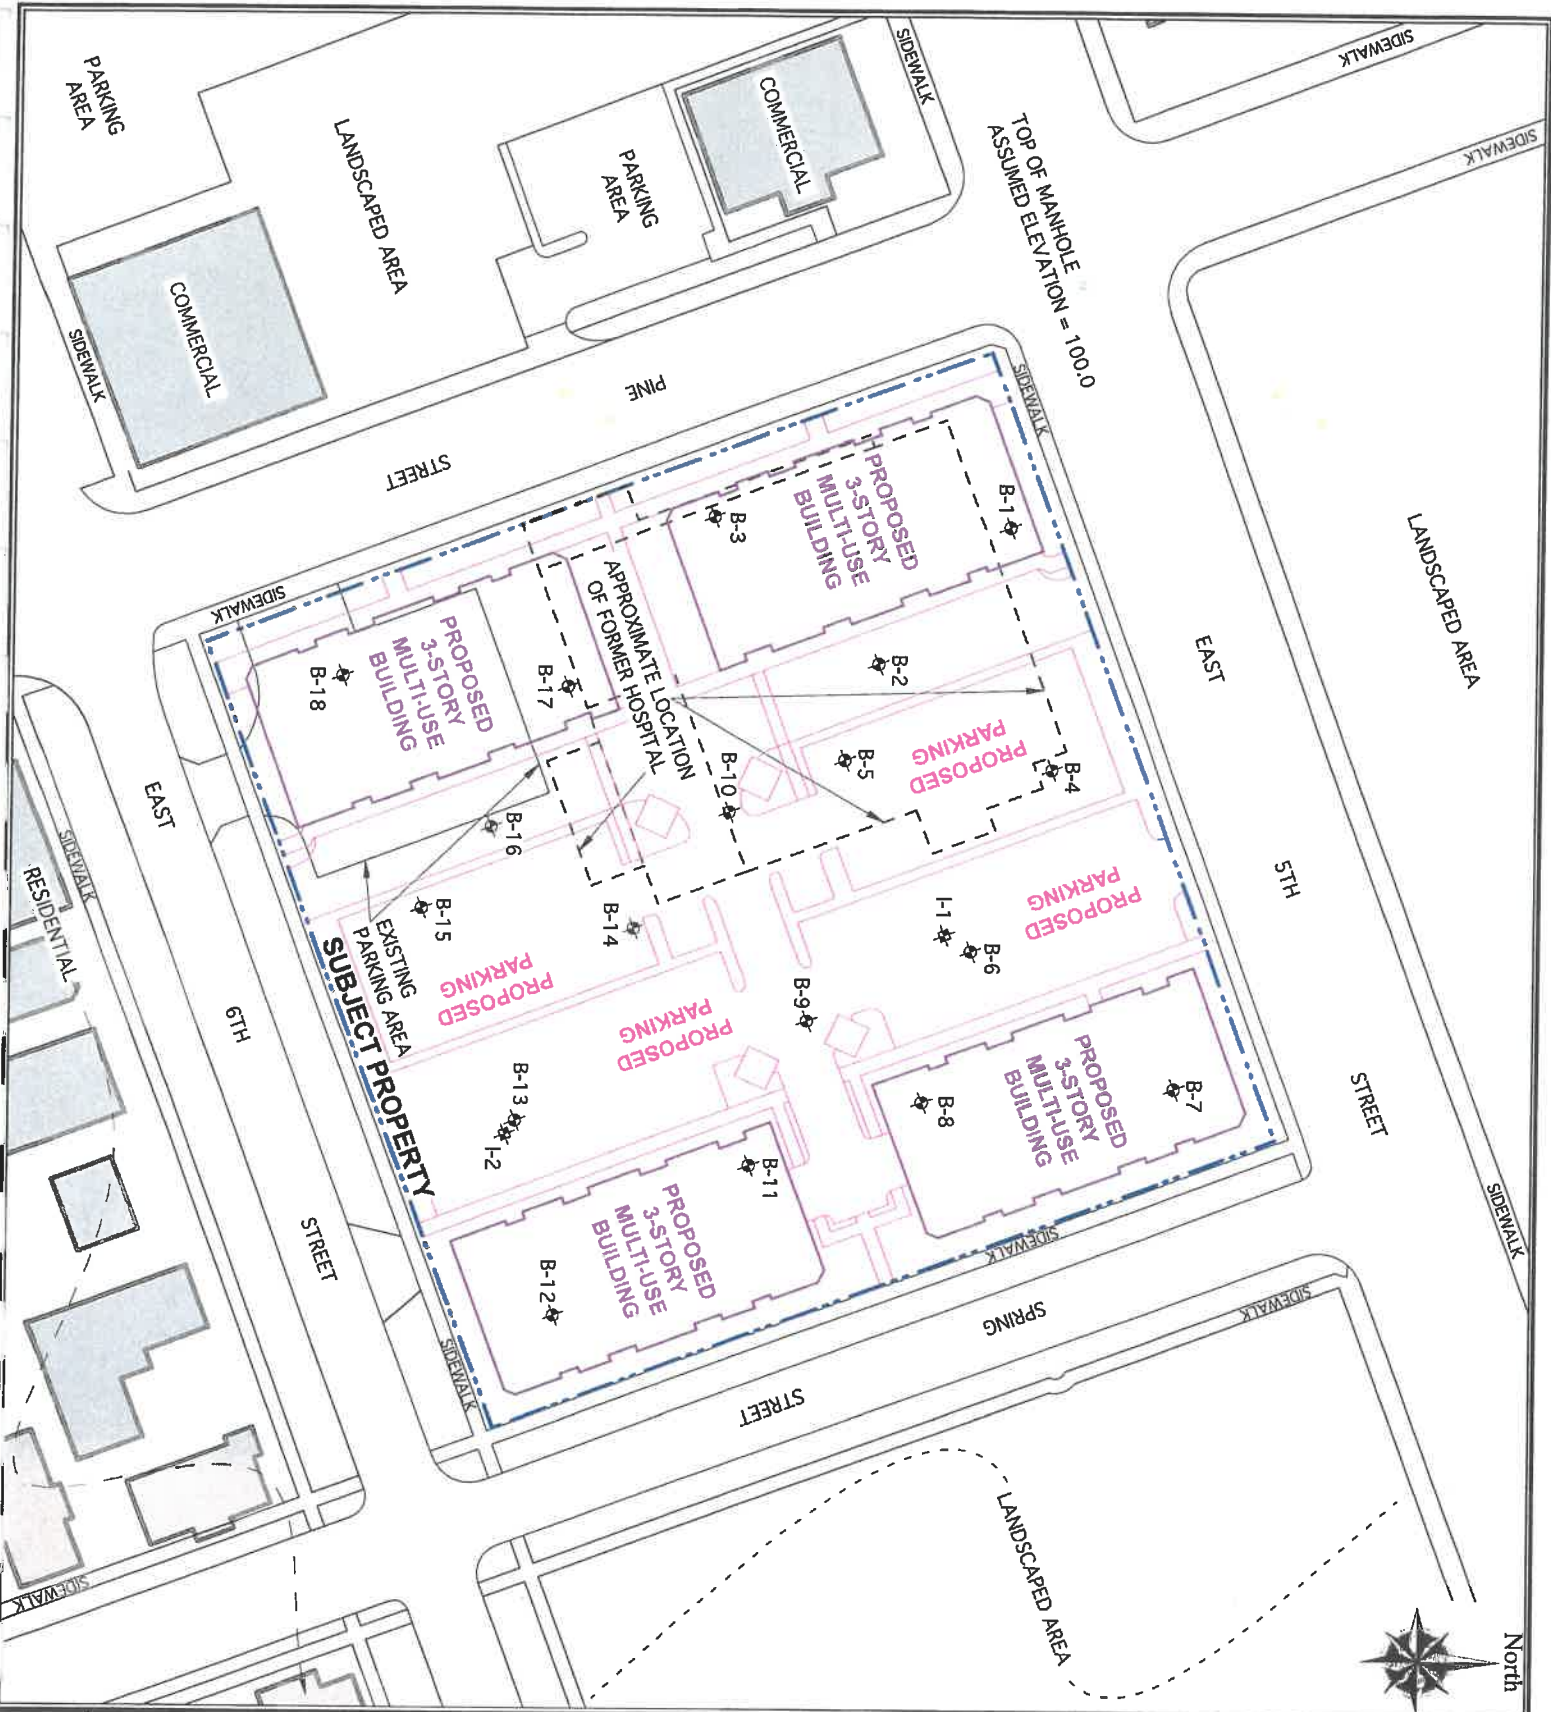 North
SIDEWALK
SIDEWALK
SIDEWALK
TOP OF MANHOLE
ASSUMED ELEVATION = 100.0
COMMERCIAL
PARKING
AREA
LANDSCAPED AREA
PARKING
AREA
COMMERCIAL
SIDEWALK
PINE
STREET
SIDEWALK
SIDEWALK
LANDSCAPED AREA
EAST
5TH
STREET
SIDEWALK
B-1
PROPOSED
3-STORY
MULTI-USE
BUILDING
B-3
B-2
B-4
B-5
PROPOSED
PARKING
APPROXIMATE LOCATION
OF FORMER HOSPITAL
B-10
B-17
PROPOSED
3-STORY
MULTI-USE
BUILDING
B-18
B-16
B-15
B-14
EXISTING
PARKING AREA
PROPOSED
PARKING
I-1
B-6
PROPOSED
PARKING
B-9
PROPOSED
PARKING
B-7
PROPOSED
3-STORY
MULTI-USE
BUILDING
B-8
B-11
PROPOSED
3-STORY
MULTI-USE
BUILDING
B-12
B-13
I-2
SUBJECT PROPERTY
SIDEWALK
SIDEWALK
SPRING
STREET
SIDEWALK
LANDSCAPED AREA
EAST
6TH
STREET
SIDEWALK
RESIDENTIAL
SIDEWALK